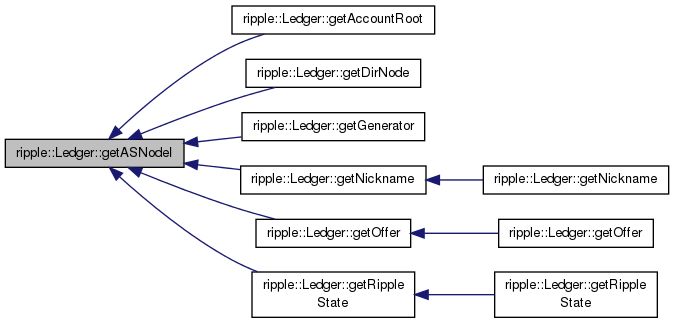 ripple::Ledger::getAccountRoot
ripple::Ledger::getDirNode
ripple::Ledger::getGenerator
ripple::Ledger::getASNodeI
ripple::Ledger::getNickname
ripple::Ledger::getNickname
ripple::Ledger::getOffer
ripple::Ledger::getOffer
ripple::Ledger::getRipple
State
ripple::Ledger::getRipple
State